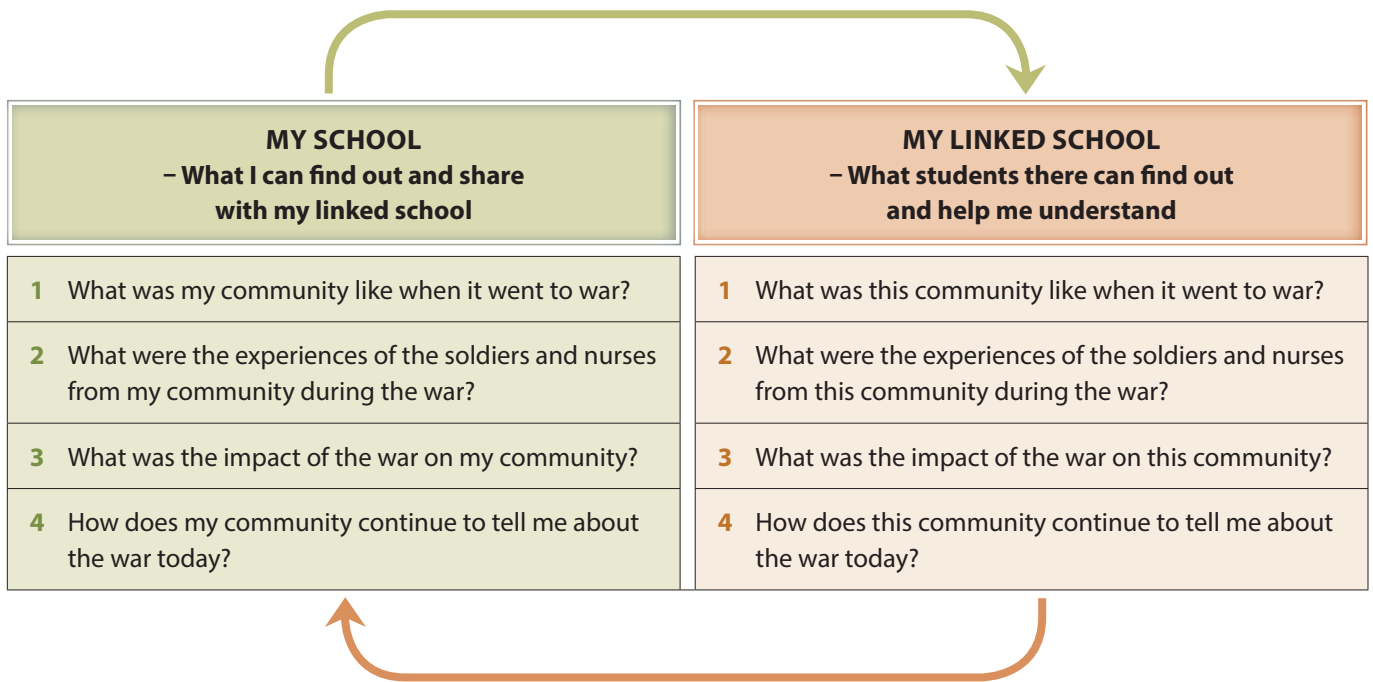 MY SCHOOL
– What I can find out and share
with my linked school
1 What was my community like when it went to war?
2 What were the experiences of the soldiers and nurses
from my community during the war?
3 What was the impact of the war on my community?
4 How does my community continue to tell me about
the war today?
MY LINKED SCHOOL
– What students there can find out
and help me understand
1 What was this community like when it went to war?
2 What were the experiences of the soldiers and nurses
from this community during the war?
3 What was the impact of the war on this community?
4 How does this community continue to tell me about
the war today?